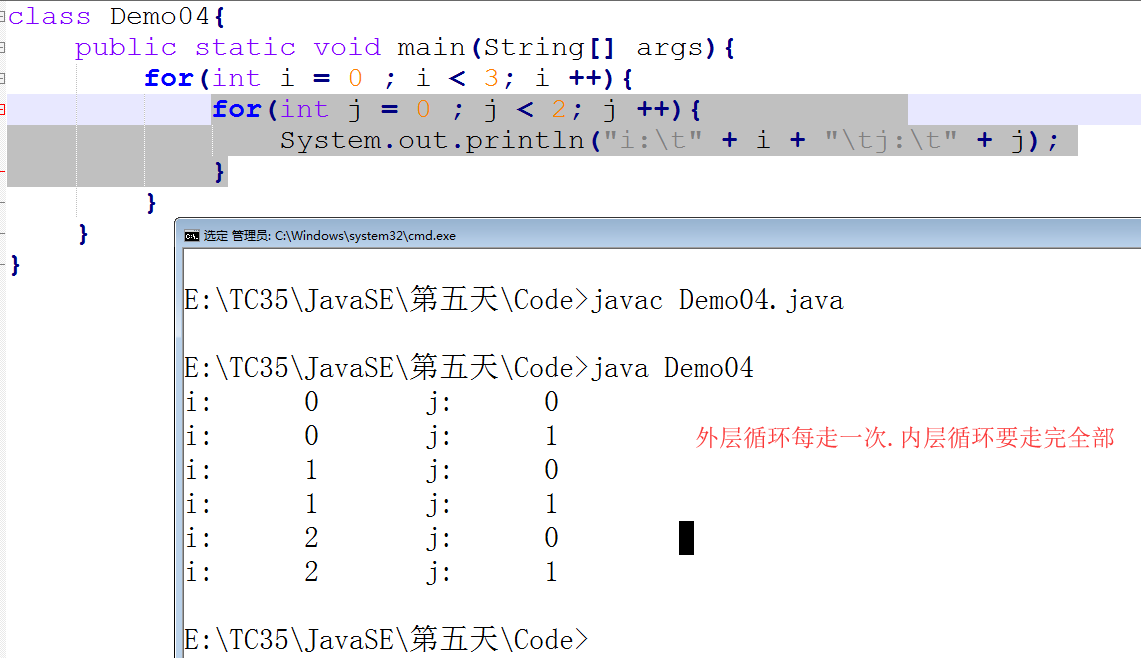 class Demo04{
public static void main(String[] args){
for(int i = 0 ; i < 3; i ++){
for(int j = 0 ; j < 2; j ++){
System.out.println("i:\t" + i + "\tj:\t" + j);
}
}
}
}
选定 管理员: C:\Windows\system32\cmd.exe
E:\TC35\JavaSE\第五天\Code>javac Demo04.java
E:\TC35\JavaSE\第五天\Code>java Demo04
i: 0 j: 0
i: 0 j: 1
外层循环每走一次.内层循环要走完全部
i: 1 j: 0
i: 1 j: 1
i: 2 j: 0
i: 2 j: 1
E:\TC35\JavaSE\第五天\Code>